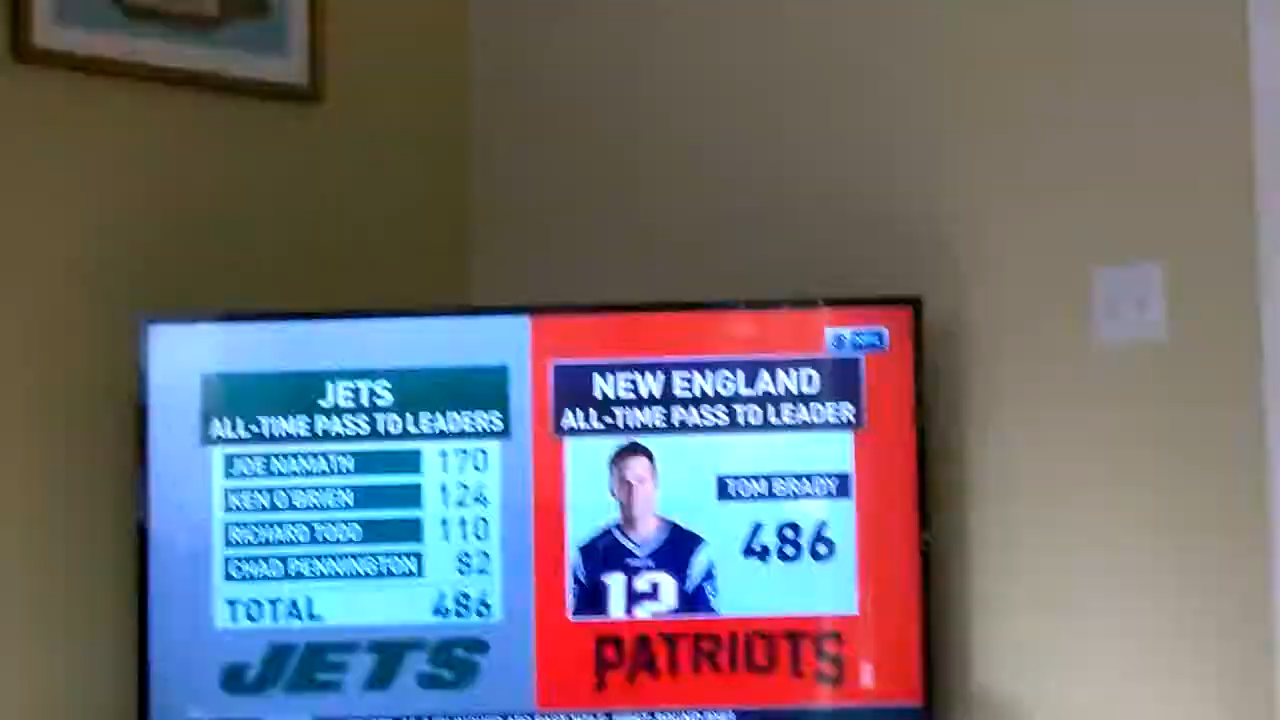 JETS
ALL-TIME PASS TD LEADERS
JOE NAMATH 170
KEN O'BRIEN 124
RICHARD TODD 110
CHAD PENNINGTON 82
TOTAL 486
JETS
NEW ENGLAND
ALL-TIME PASS TD LEADER
TOM BRADY
486
12
PATRIOTS